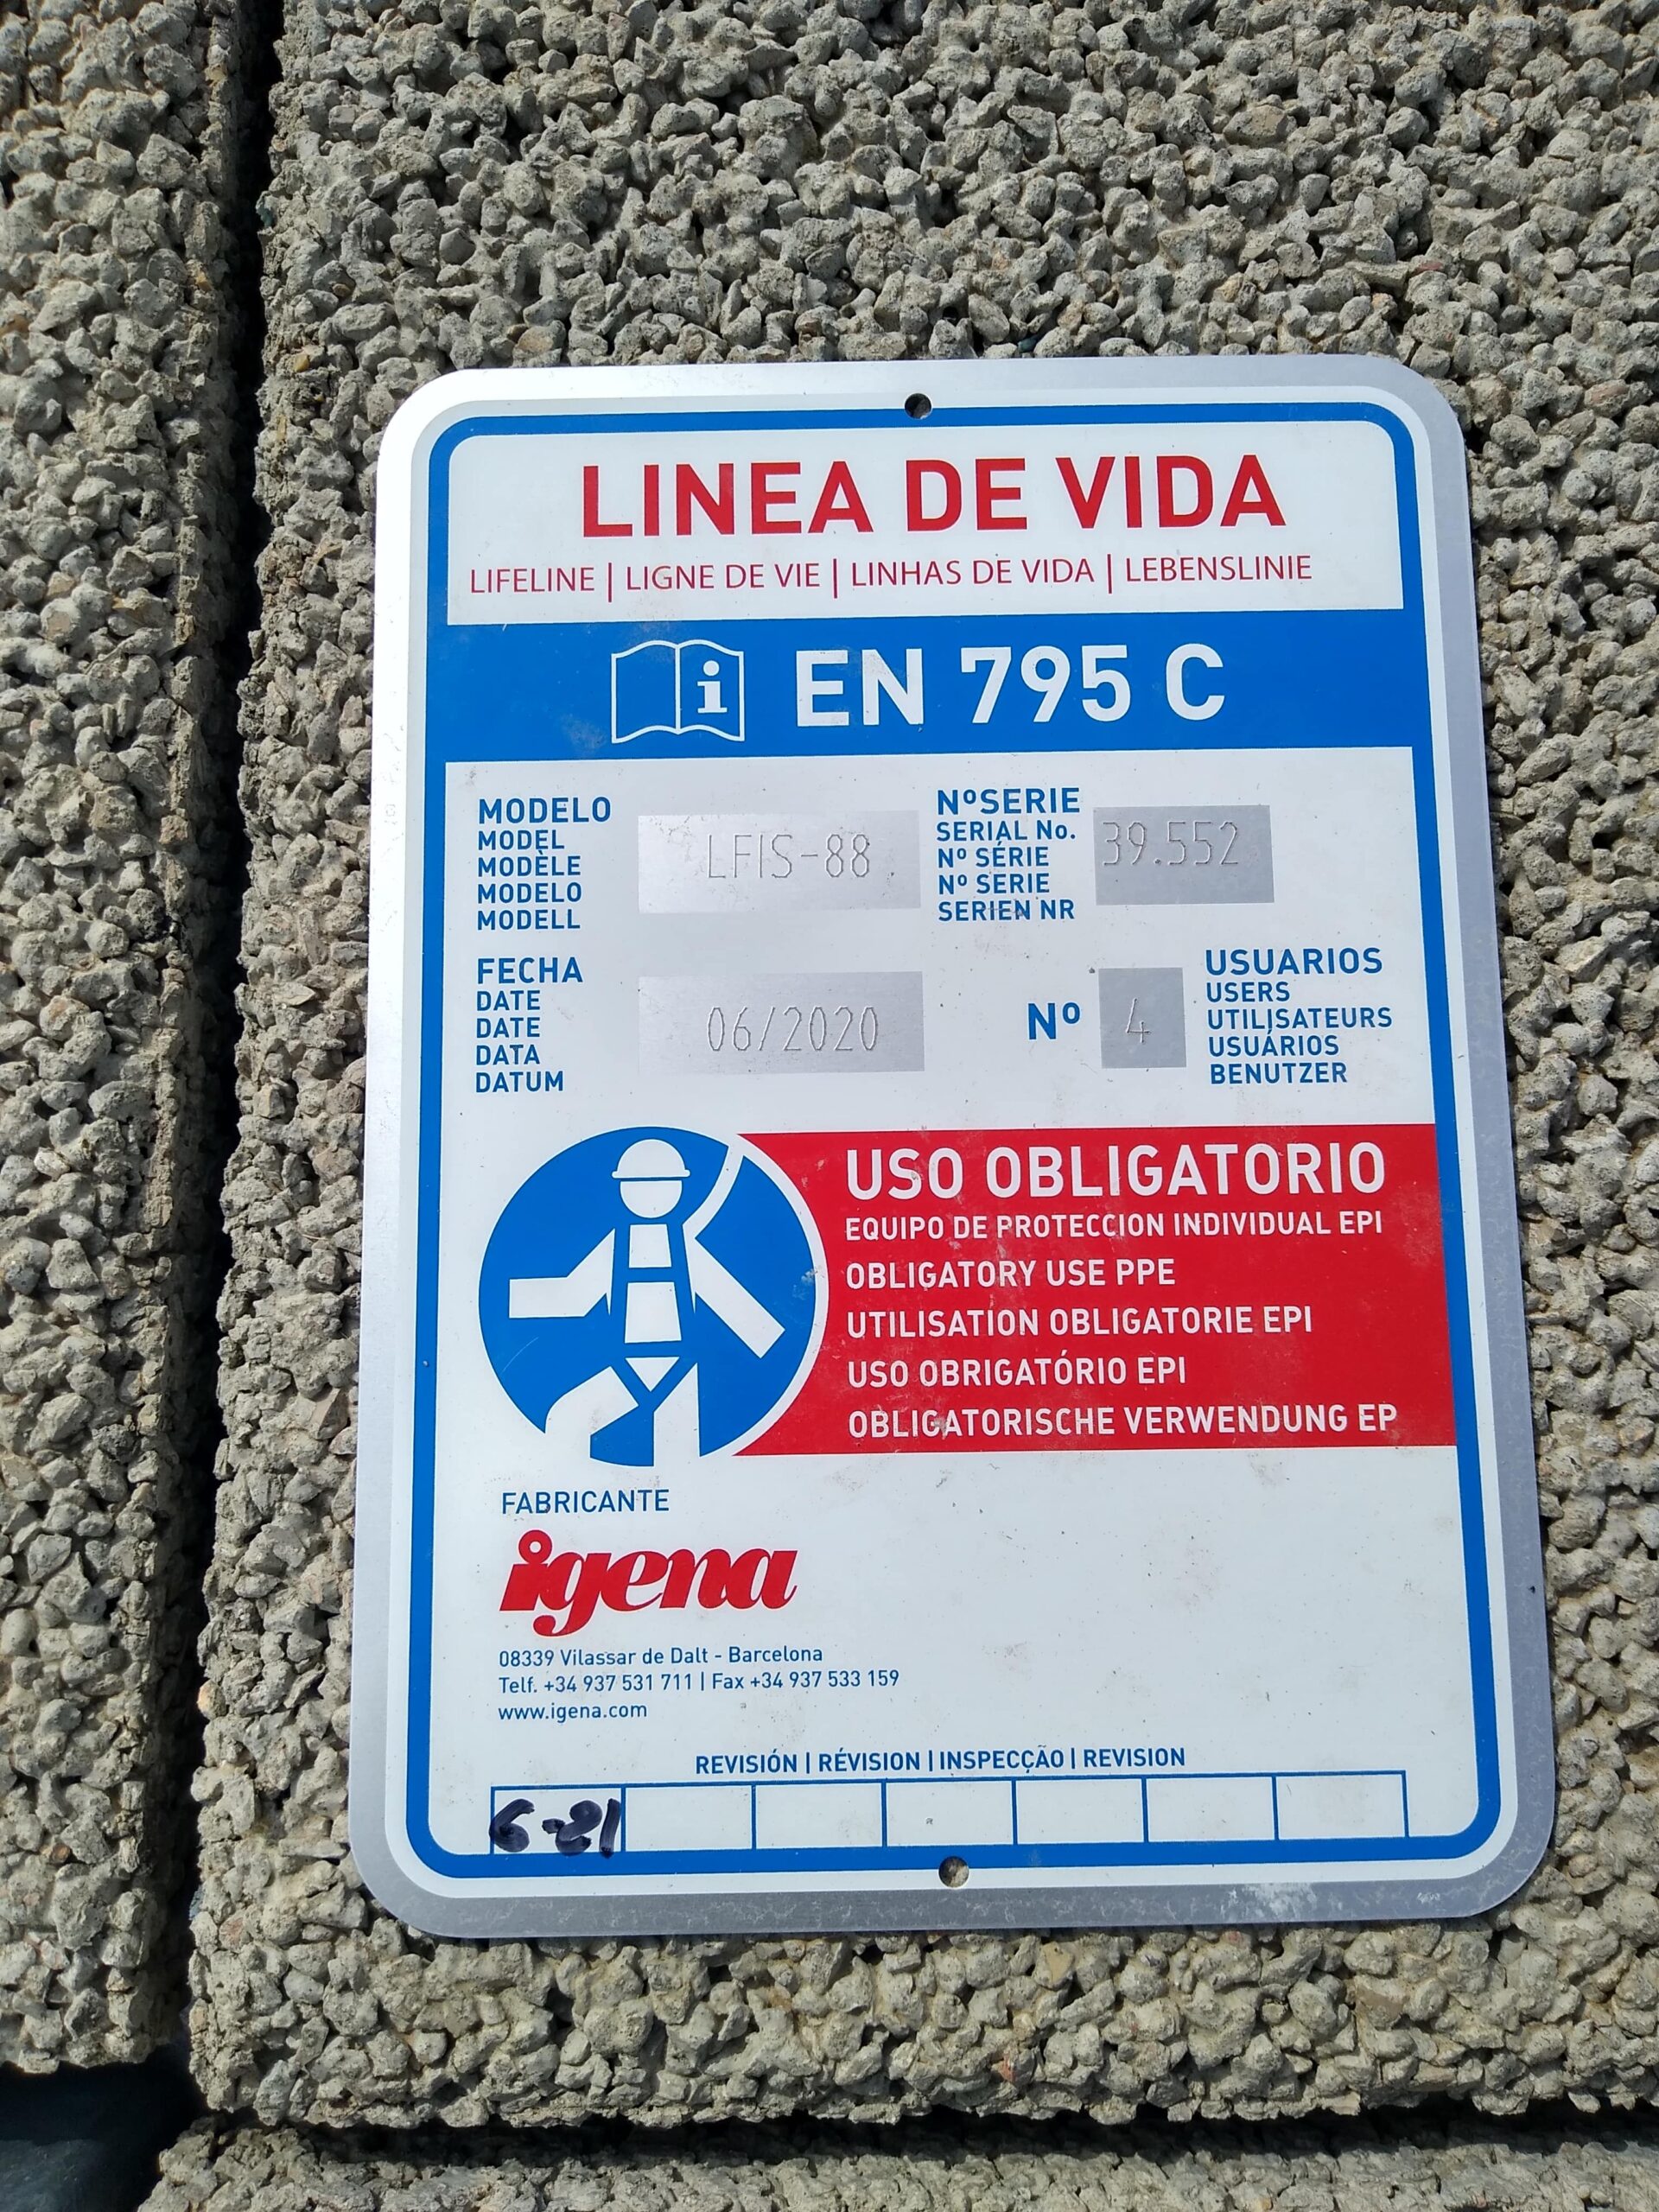 LINEA DE VIDA
LIFELINE | LIGNE DE VIE | LINHAS DE VIDA | LEBENSLINIE
i EN 795 C
MODELO
MODEL
MODÈLE
MODELO
MODELL
LFIS-88
NºSERIE
SERIAL No.
Nº SÉRIE
Nº SERIE
SERIEN NR
39.552
FECHA
DATE
DATE
DATA
DATUM
06/2020
Nº 4
USUARIOS
USERS
UTILISATEURS
USUÁRIOS
BENUTZER
USO OBLIGATORIO
EQUIPO DE PROTECCION INDIVIDUAL EPI
OBLIGATORY USE PPE
UTILISATION OBLIGATORIE EPI
USO OBRIGATÓRIO EPI
OBLIGATORISCHE VERWENDUNG EP
FABRICANTE
igena
08339 Vilassar de Dalt - Barcelona
Telf. +34 937 531 711 | Fax +34 937 533 159
www.igena.com
REVISIÓN | RÉVISION | INSPECÇÃO | REVISION
6-21